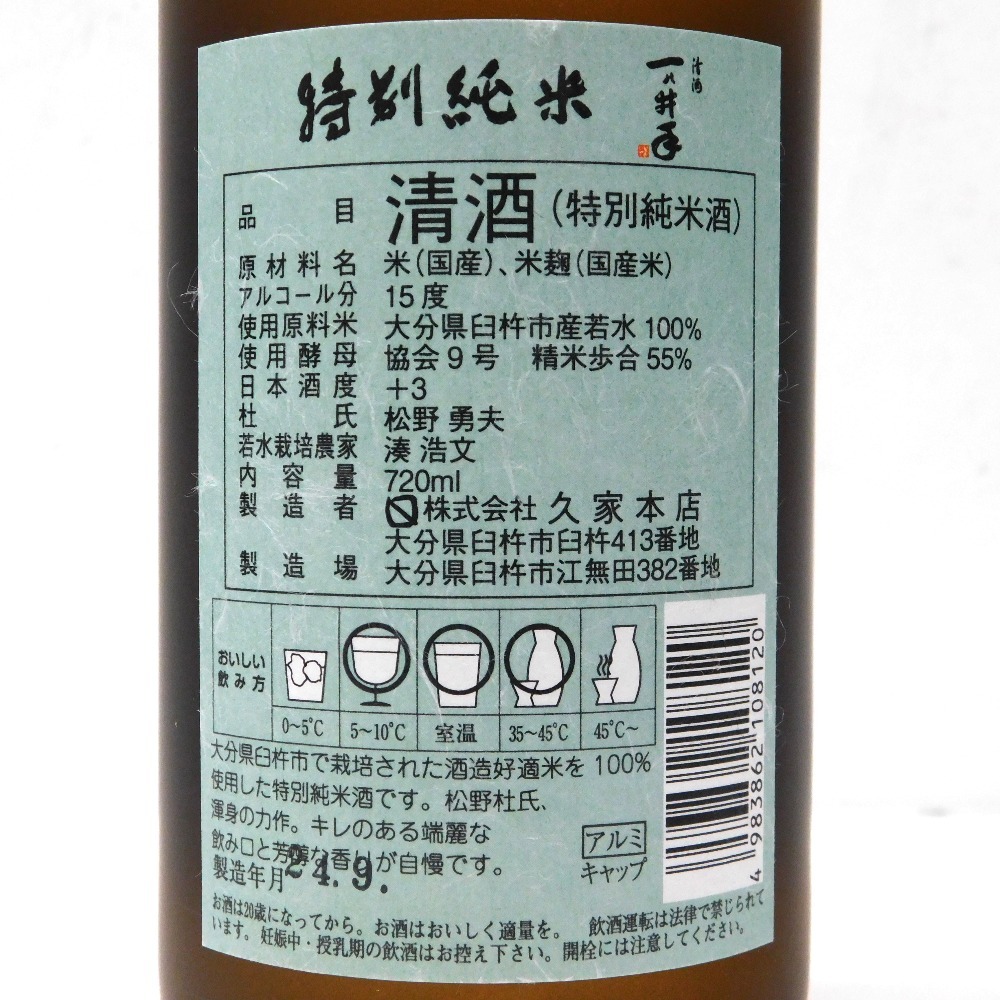 特別純米
清酒
一の井手
品目 清酒（特別純米酒）
原材料名 米（国産）、米麹（国産米）
アルコール分 15度
使用原料米 大分県臼杵市産若水100%
使用酵母 協会9号 精米歩合55%
日本酒度 +3
杜氏 松野 勇夫
若水栽培農家 湊 浩文
内容量 720ml
製造者 株式会社 久家本店
大分県臼杵市臼杵413番地
製造場 大分県臼杵市江無田382番地
おいしい
飲み方
0〜5℃ 5〜10℃ 室温 35〜45℃ 45℃〜
大分県臼杵市で栽培された酒造好適米を100%
使用した特別純米酒です。松野杜氏、
渾身の力作。キレのある端麗な
飲み口と芳醇な香りが自慢です。
製造年月 24.9.
アルミ
キャップ
4 983862 108120
お酒は20歳になってから。お酒はおいしく適量を。 飲酒運転は法律で禁じられて
います。妊娠中・授乳期の飲酒はお控え下さい。開栓には注意してください。